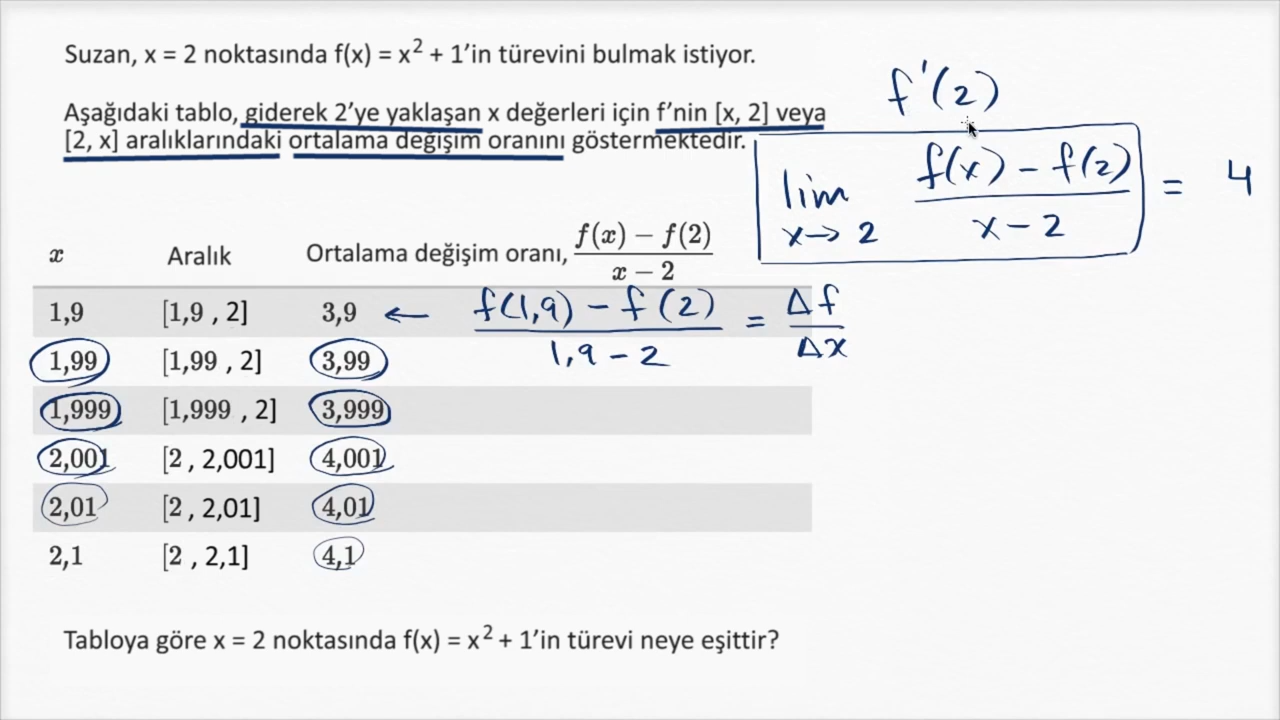 Suzan, x = 2 noktasında f(x) = x² + 1’in türevini bulmak istiyor.
f'(2)
Aşağıdaki tablo, giderek 2’ye yaklaşan x değerleri için f’nin [x, 2] veya
[2, x] aralıklarındaki ortalama değişim oranını göstermektedir.
lim x→2 (f(x) − f(2))/(x − 2) = 4
x Aralık Ortalama değişim oranı, (f(x) − f(2))/(x − 2)
1,9 [1,9 , 2] 3,9 ← (f(1,9) − f(2))/(1,9 − 2) = Δf/Δx
1,99 [1,99 , 2] 3,99
1,999 [1,999 , 2] 3,999
2,001 [2 , 2,001] 4,001
2,01 [2 , 2,01] 4,01
2,1 [2 , 2,1] 4,1
Tabloya göre x = 2 noktasında f(x) = x² + 1’in türevi neye eşittir?